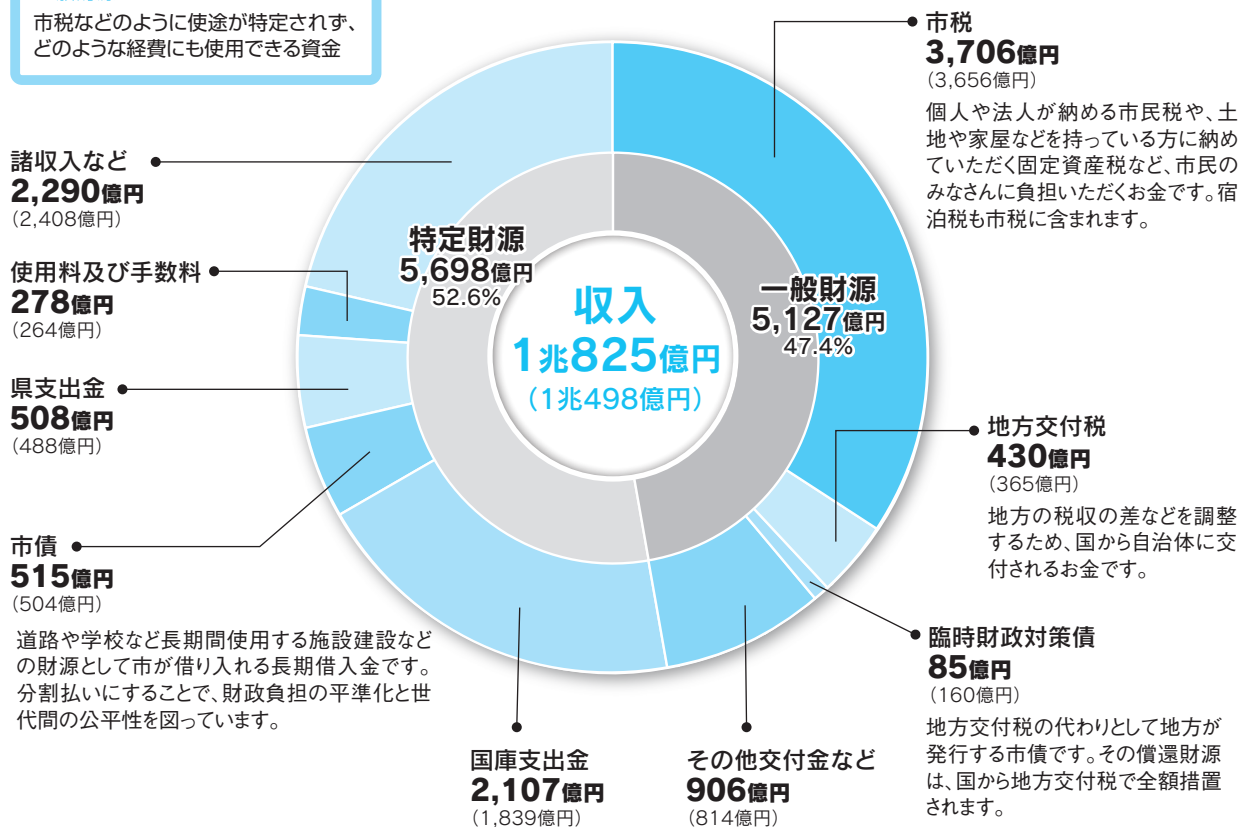 市税などのように使途が特定されず、
どのような経費にも使用できる資金
市税
3,706億円
(3,656億円)
個人や法人が納める市民税や、土
地や家屋などを持っている方に納め
ていただく固定資産税など、市民の
みなさんに負担いただくお金です。宿
泊税も市税に含まれます。
諸収入など
2,290億円
(2,408億円)
使用料及び手数料
278億円
(264億円)
県支出金
508億円
(488億円)
市債
515億円
(504億円)
道路や学校など長期間使用する施設建設など
の財源として市が借り入れる長期借入金です。
分割払いにすることで、財政負担の平準化と世
代間の公平性を図っています。
特定財源
5,698億円
52.6%
収入
1兆825億円
(1兆498億円)
一般財源
5,127億円
47.4%
地方交付税
430億円
(365億円)
地方の税収の差などを調整
するため、国から自治体に交
付されるお金です。
臨時財政対策債
85億円
(160億円)
地方交付税の代わりとして地方が
発行する市債です。その償還財源
は、国から地方交付税で全額措置
されます。
国庫支出金
2,107億円
(1,839億円)
その他交付金など
906億円
(814億円)